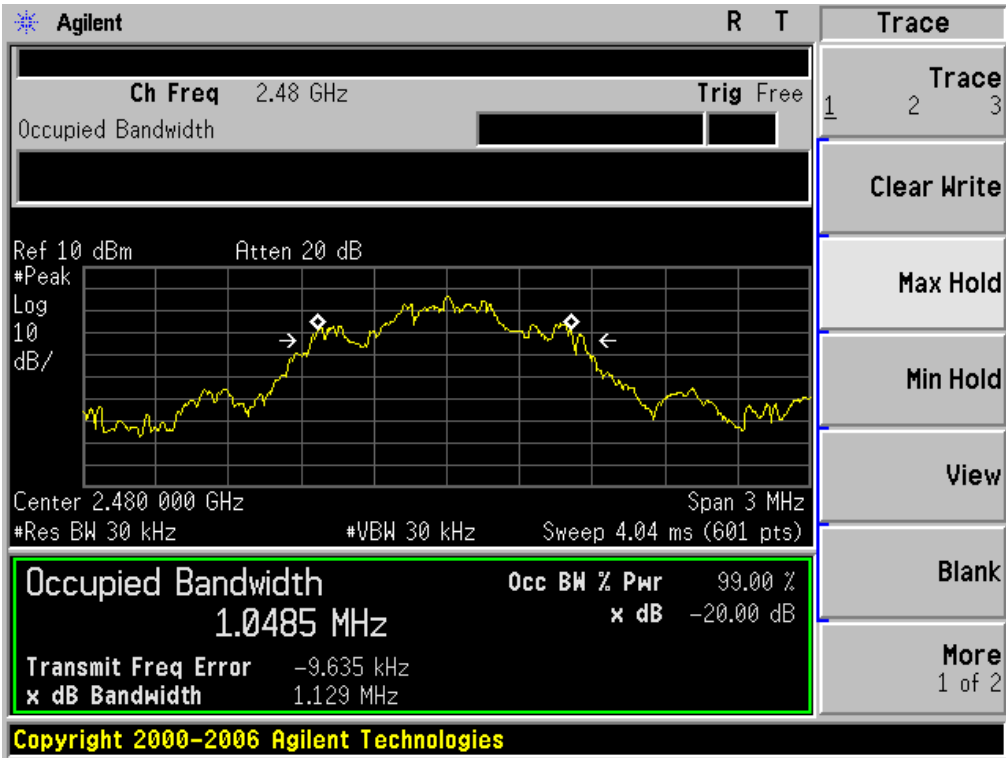 Agilent R T
Trace
Ch Freq 2.48 GHz Trig Free
Occupied Bandwidth
Trace
1 2 3
Clear Write
Max Hold
Min Hold
View
Blank
More
1 of 2
Ref 10 dBm Atten 20 dB
#Peak
Log
10
dB/
Center 2.480 000 GHz Span 3 MHz
#Res BW 30 kHz #VBW 30 kHz Sweep 4.04 ms (601 pts)
Occupied Bandwidth Occ BW % Pwr 99.00 %
1.0485 MHz x dB -20.00 dB
Transmit Freq Error -9.635 kHz
x dB Bandwidth 1.129 MHz
Copyright 2000-2006 Agilent Technologies